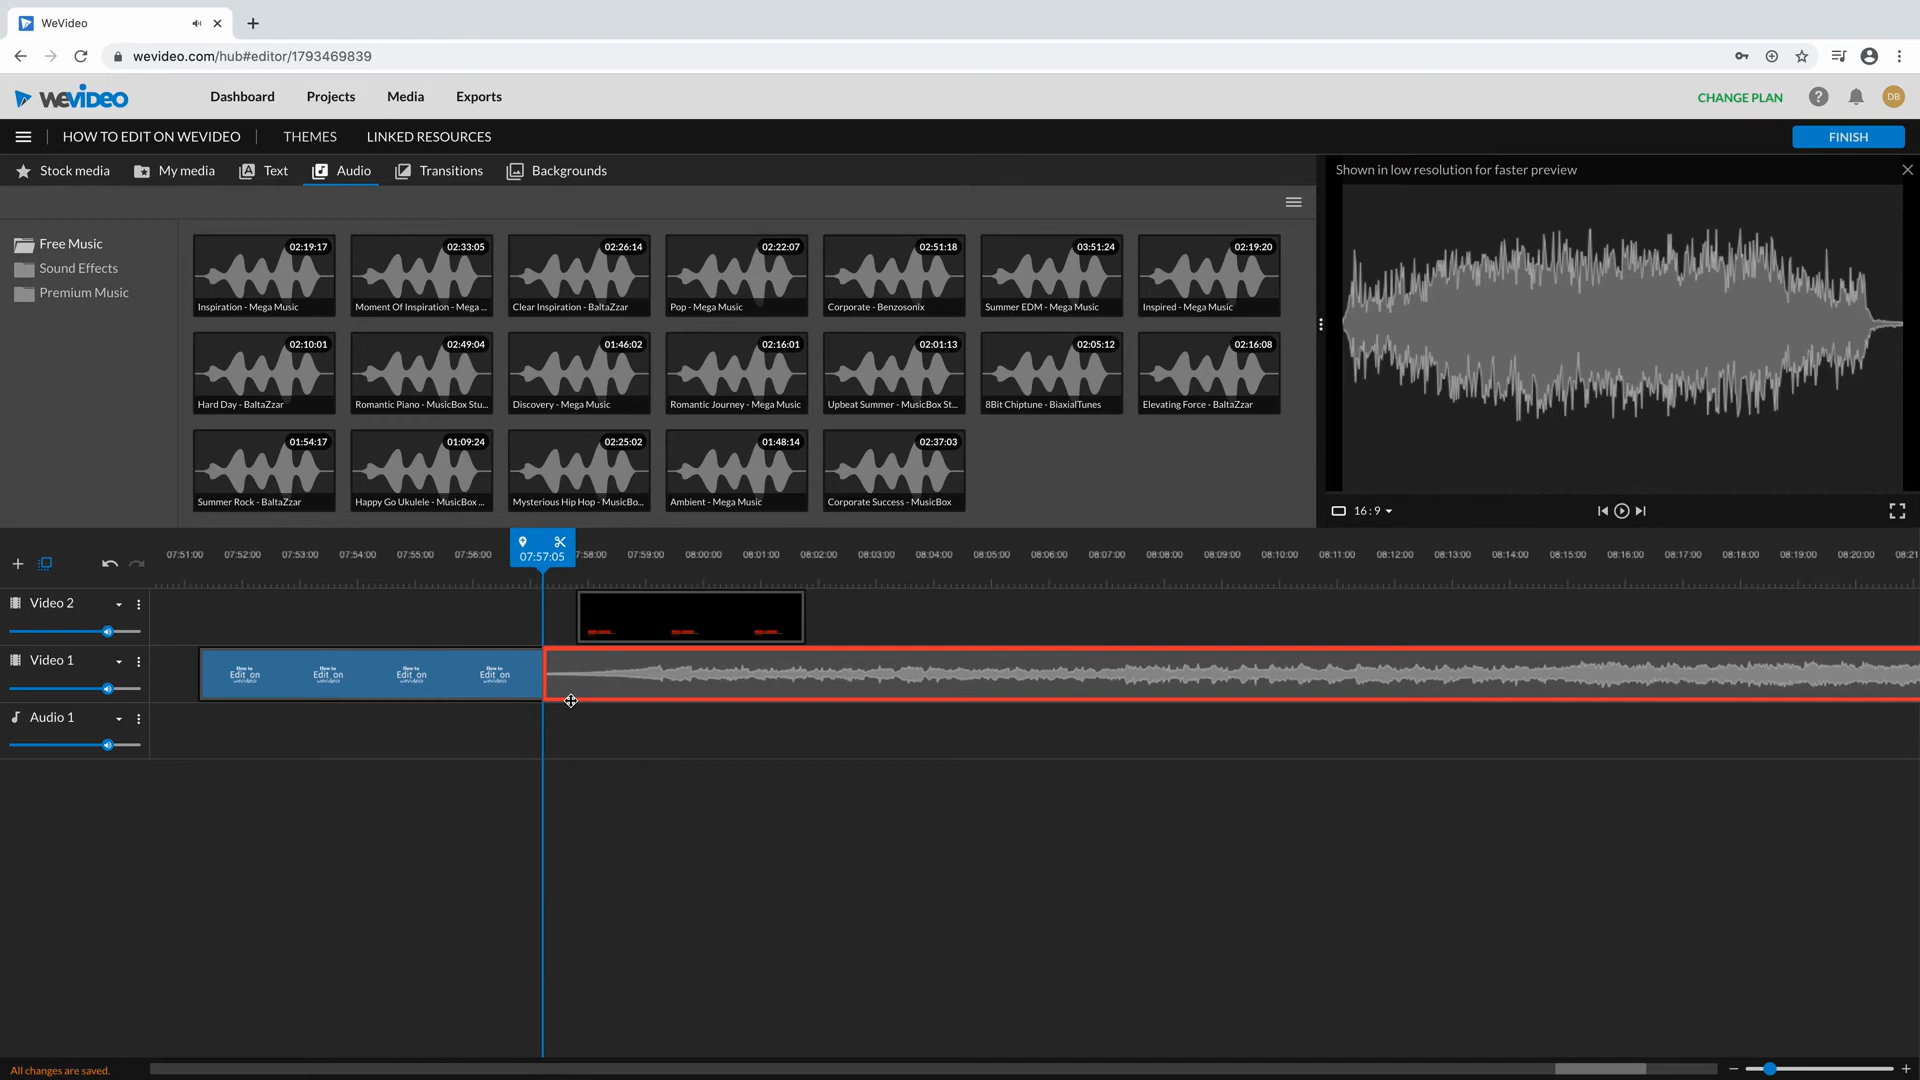 WeVideo
wevideo.com/hub#editor/1793469839
WEVIDEO
Dashboard
Projects
Media
Exports
CHANGE PLAN
?
DB
HOW TO EDIT ON WEVIDEO
THEMES
LINKED RESOURCES
FINISH
Stock media
My media
Text
Audio
Transitions
Backgrounds
Shown in low resolution for faster preview
Free Music
Sound Effects
Premium Music
02:19:17
02:33:05
02:26:14
02:22:07
02:51:18
03:51:24
02:19:20
Inspiration - Mega Music
Moment Of Inspiration - Mega ...
Clear Inspiration - BaltaZzar
Pop - Mega Music
Corporate - Benzosonix
Summer EDM - Mega Music
Inspired - Mega Music
02:10:01
02:49:04
01:46:02
02:16:01
02:01:13
02:05:12
02:16:08
Hard Day - BaltaZzar
Romantic Piano - MusicBox Stu...
Discovery - Mega Music
Romantic Journey - Mega Music
Upbeat Summer - MusicBox St...
8Bit Chiptune - BiaxialTunes
Elevating Force - BaltaZzar
01:54:17
01:09:24
02:25:02
01:48:14
02:37:03
Summer Rock - BaltaZzar
Happy Go Ukulele - MusicBox ...
Mysterious Hip Hop - MusicBo...
Ambient - Mega Music
Corporate Success - MusicBox
16 : 9
07:51:00
07:52:00
07:53:00
07:54:00
07:55:00
07:56:00
07:57:05
7:58:00
07:59:00
08:00:00
08:01:00
08:02:00
08:03:00
08:04:00
08:05:00
08:06:00
08:07:00
08:08:00
08:09:00
08:10:00
08:11:00
08:12:00
08:13:00
08:14:00
08:15:00
08:16:00
08:17:00
08:18:00
08:19:00
08:20:00
08:21
Video 2
Video 1
How to
Edit on
wevideo
How to
Edit on
wevideo
How to
Edit on
wevideo
How to
Edit on
wevideo
Audio 1
All changes are saved.